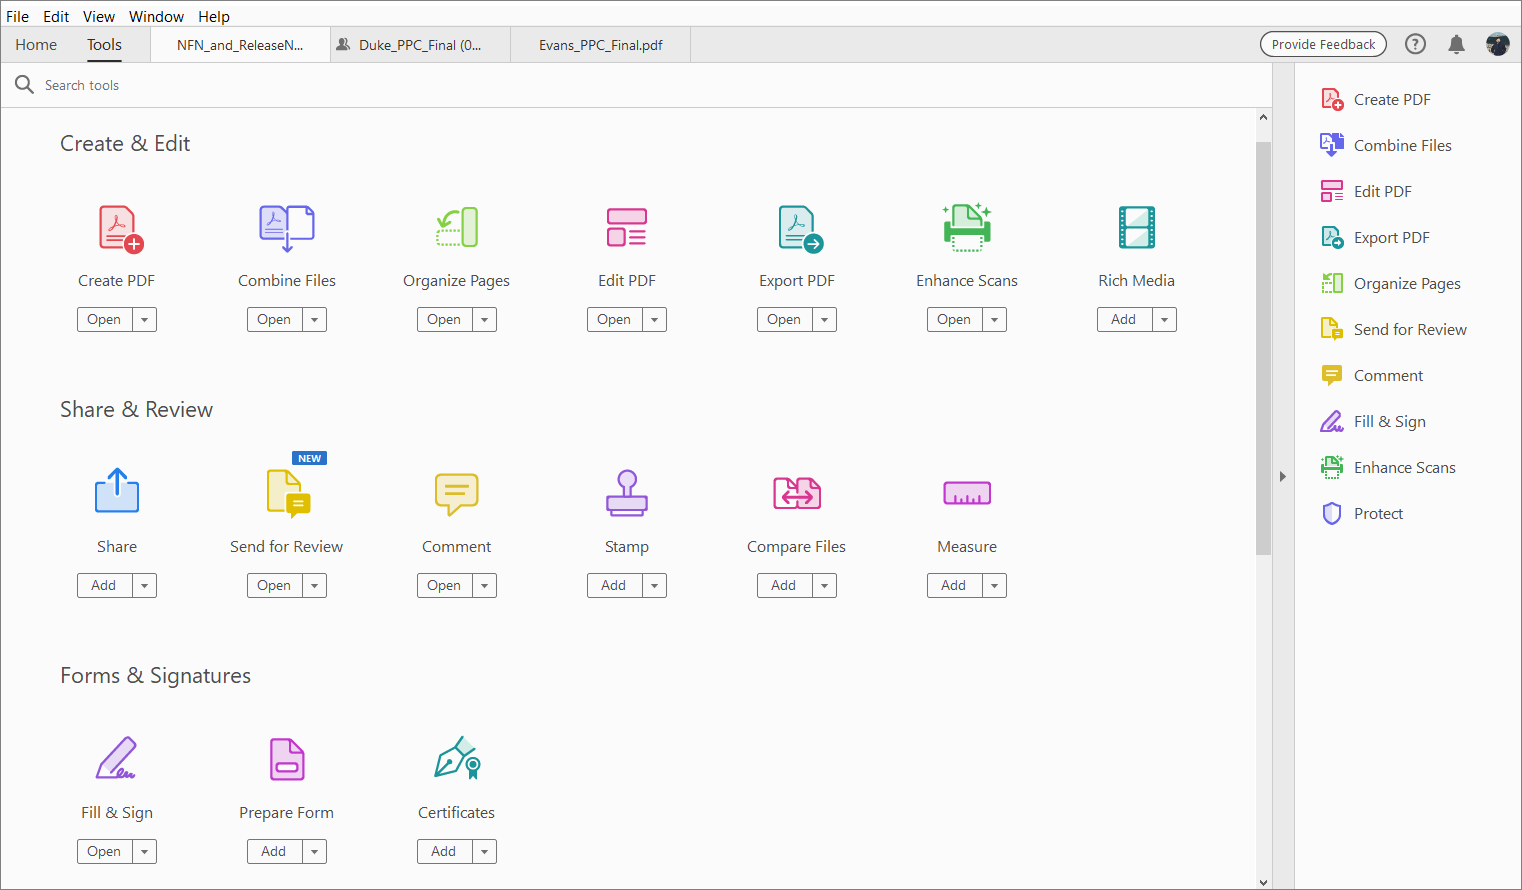 File Edit View Window Help
Home Tools NFN_and_ReleaseN... Duke_PPC_Final (0... Evans_PPC_Final.pdf Provide Feedback
Search tools
Create & Edit
Create PDF Combine Files Organize Pages Edit PDF Export PDF Enhance Scans Rich Media
Open Open Open Open Open Open Add
Share & Review
NEW
Share Send for Review Comment Stamp Compare Files Measure
Add Open Open Add Add Add
Forms & Signatures
Fill & Sign Prepare Form Certificates
Open Add Add
Create PDF
Combine Files
Edit PDF
Export PDF
Organize Pages
Send for Review
Comment
Fill & Sign
Enhance Scans
Protect